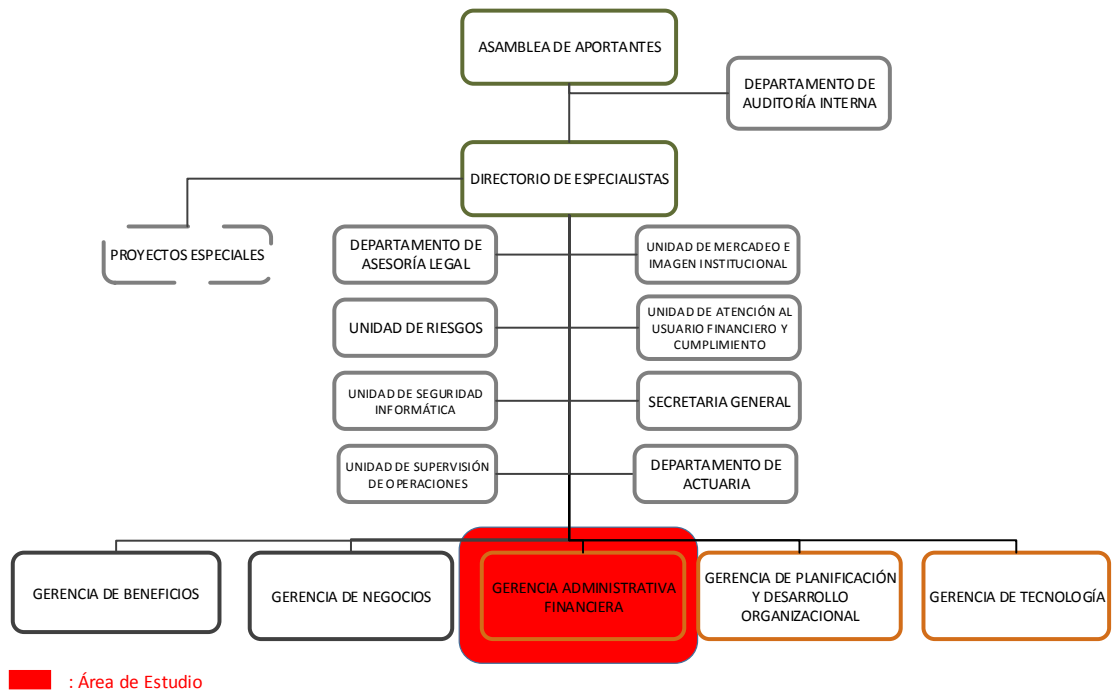 ASAMBLEA DE APORTANTES
DEPARTAMENTO DE
AUDITORÍA INTERNA
DIRECTORIO DE ESPECIALISTAS
PROYECTOS ESPECIALES
DEPARTAMENTO DE
ASESORÍA LEGAL
UNIDAD DE MERCADEO E
IMAGEN INSTITUCIONAL
UNIDAD DE RIESGOS
UNIDAD DE ATENCIÓN AL
USUARIO FINANCIERO Y
CUMPLIMIENTO
UNIDAD DE SEGURIDAD
INFORMÁTICA
SECRETARIA GENERAL
UNIDAD DE SUPERVISIÓN
DE OPERACIONES
DEPARTAMENTO DE
ACTUARIA
GERENCIA DE BENEFICIOS
GERENCIA DE NEGOCIOS
GERENCIA ADMINISTRATIVA
FINANCIERA
GERENCIA DE PLANIFICACIÓN
Y DESARROLLO
ORGANIZACIONAL
GERENCIA DE TECNOLOGÍA
: Área de Estudio